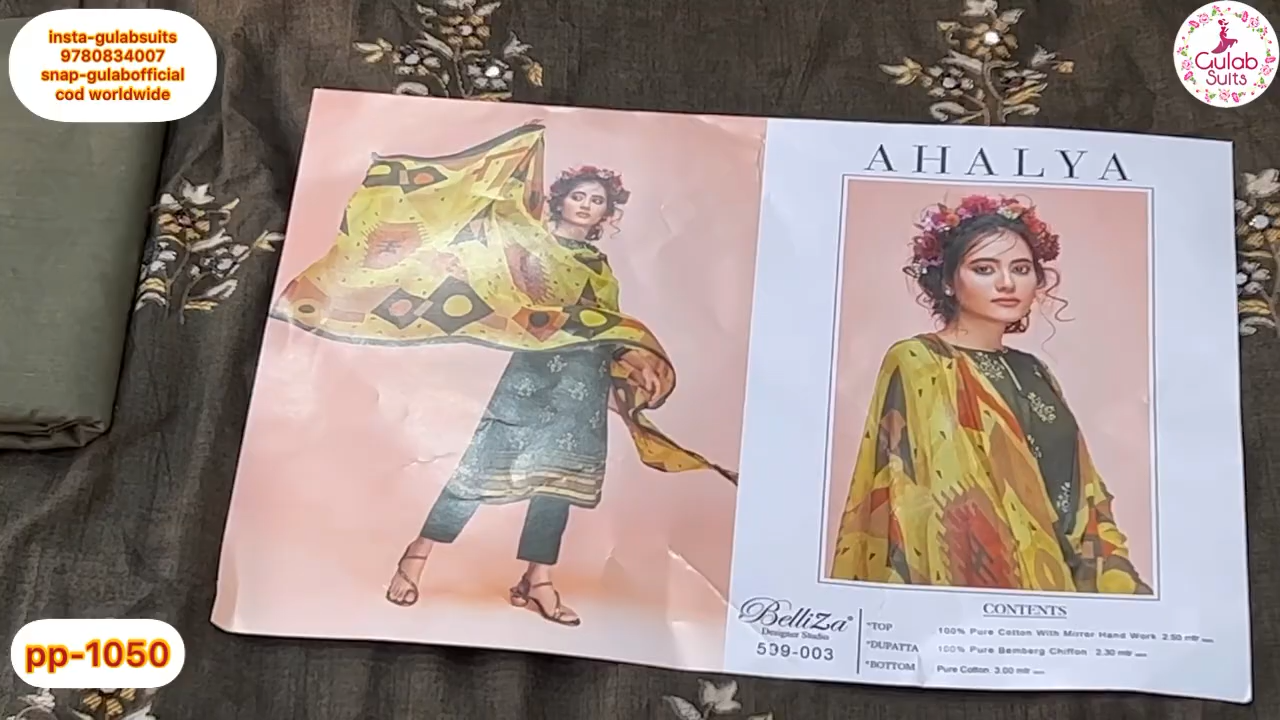 insta-gulabsuits
9780834007
snap-gulabofficial
cod worldwide
Gulab
Suits
AHALYA
CONTENTS
BelliZa®
Designer Studio
509-003
*TOP 100% Pure Cotton With Mirror Hand Work 2.50 mtr
*DUPATTA 100% Pure Bemberg Chiffon 2.30 mtr
*BOTTOM Pure Cotton 3.00 mtr
pp-1050